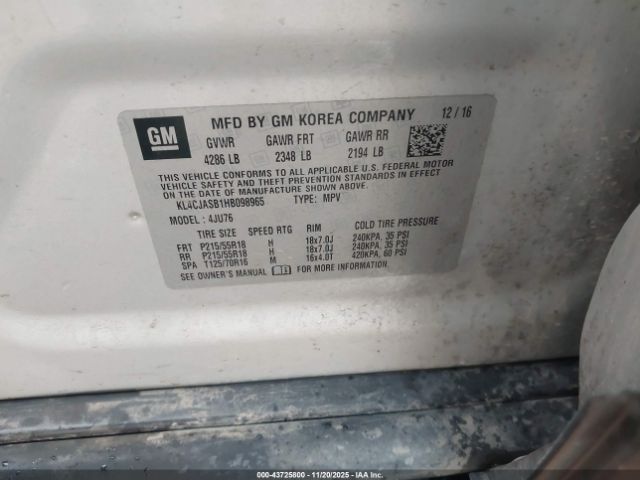 GM
MFD BY GM KOREA COMPANY 12 / 16
GVWR GAWR FRT GAWR RR
4286 LB 2348 LB 2194 LB
THIS VEHICLE CONFORMS TO ALL APPLICABLE U.S. FEDERAL MOTOR
VEHICLE SAFETY AND THEFT PREVENTION STANDARDS IN EFFECT
ON THE DATE OF MANUFACTURE SHOWN ABOVE.
KL4CJASB1HB098965 TYPE: MPV
MODEL : 4JU76
TIRE SIZE SPEED RTG RIM COLD TIRE PRESSURE
FRT P215/55R18 H 18x7.0J 240KPA, 35 PSI
RR P215/55R18 H 18x7.0J 240KPA, 35 PSI
SPA T125/70R16 M 16x4.0T 420KPA, 60 PSI
SEE OWNER'S MANUAL FOR MORE INFORMATION.
000-43725800 - 11/20/2025 - IAA, Inc.